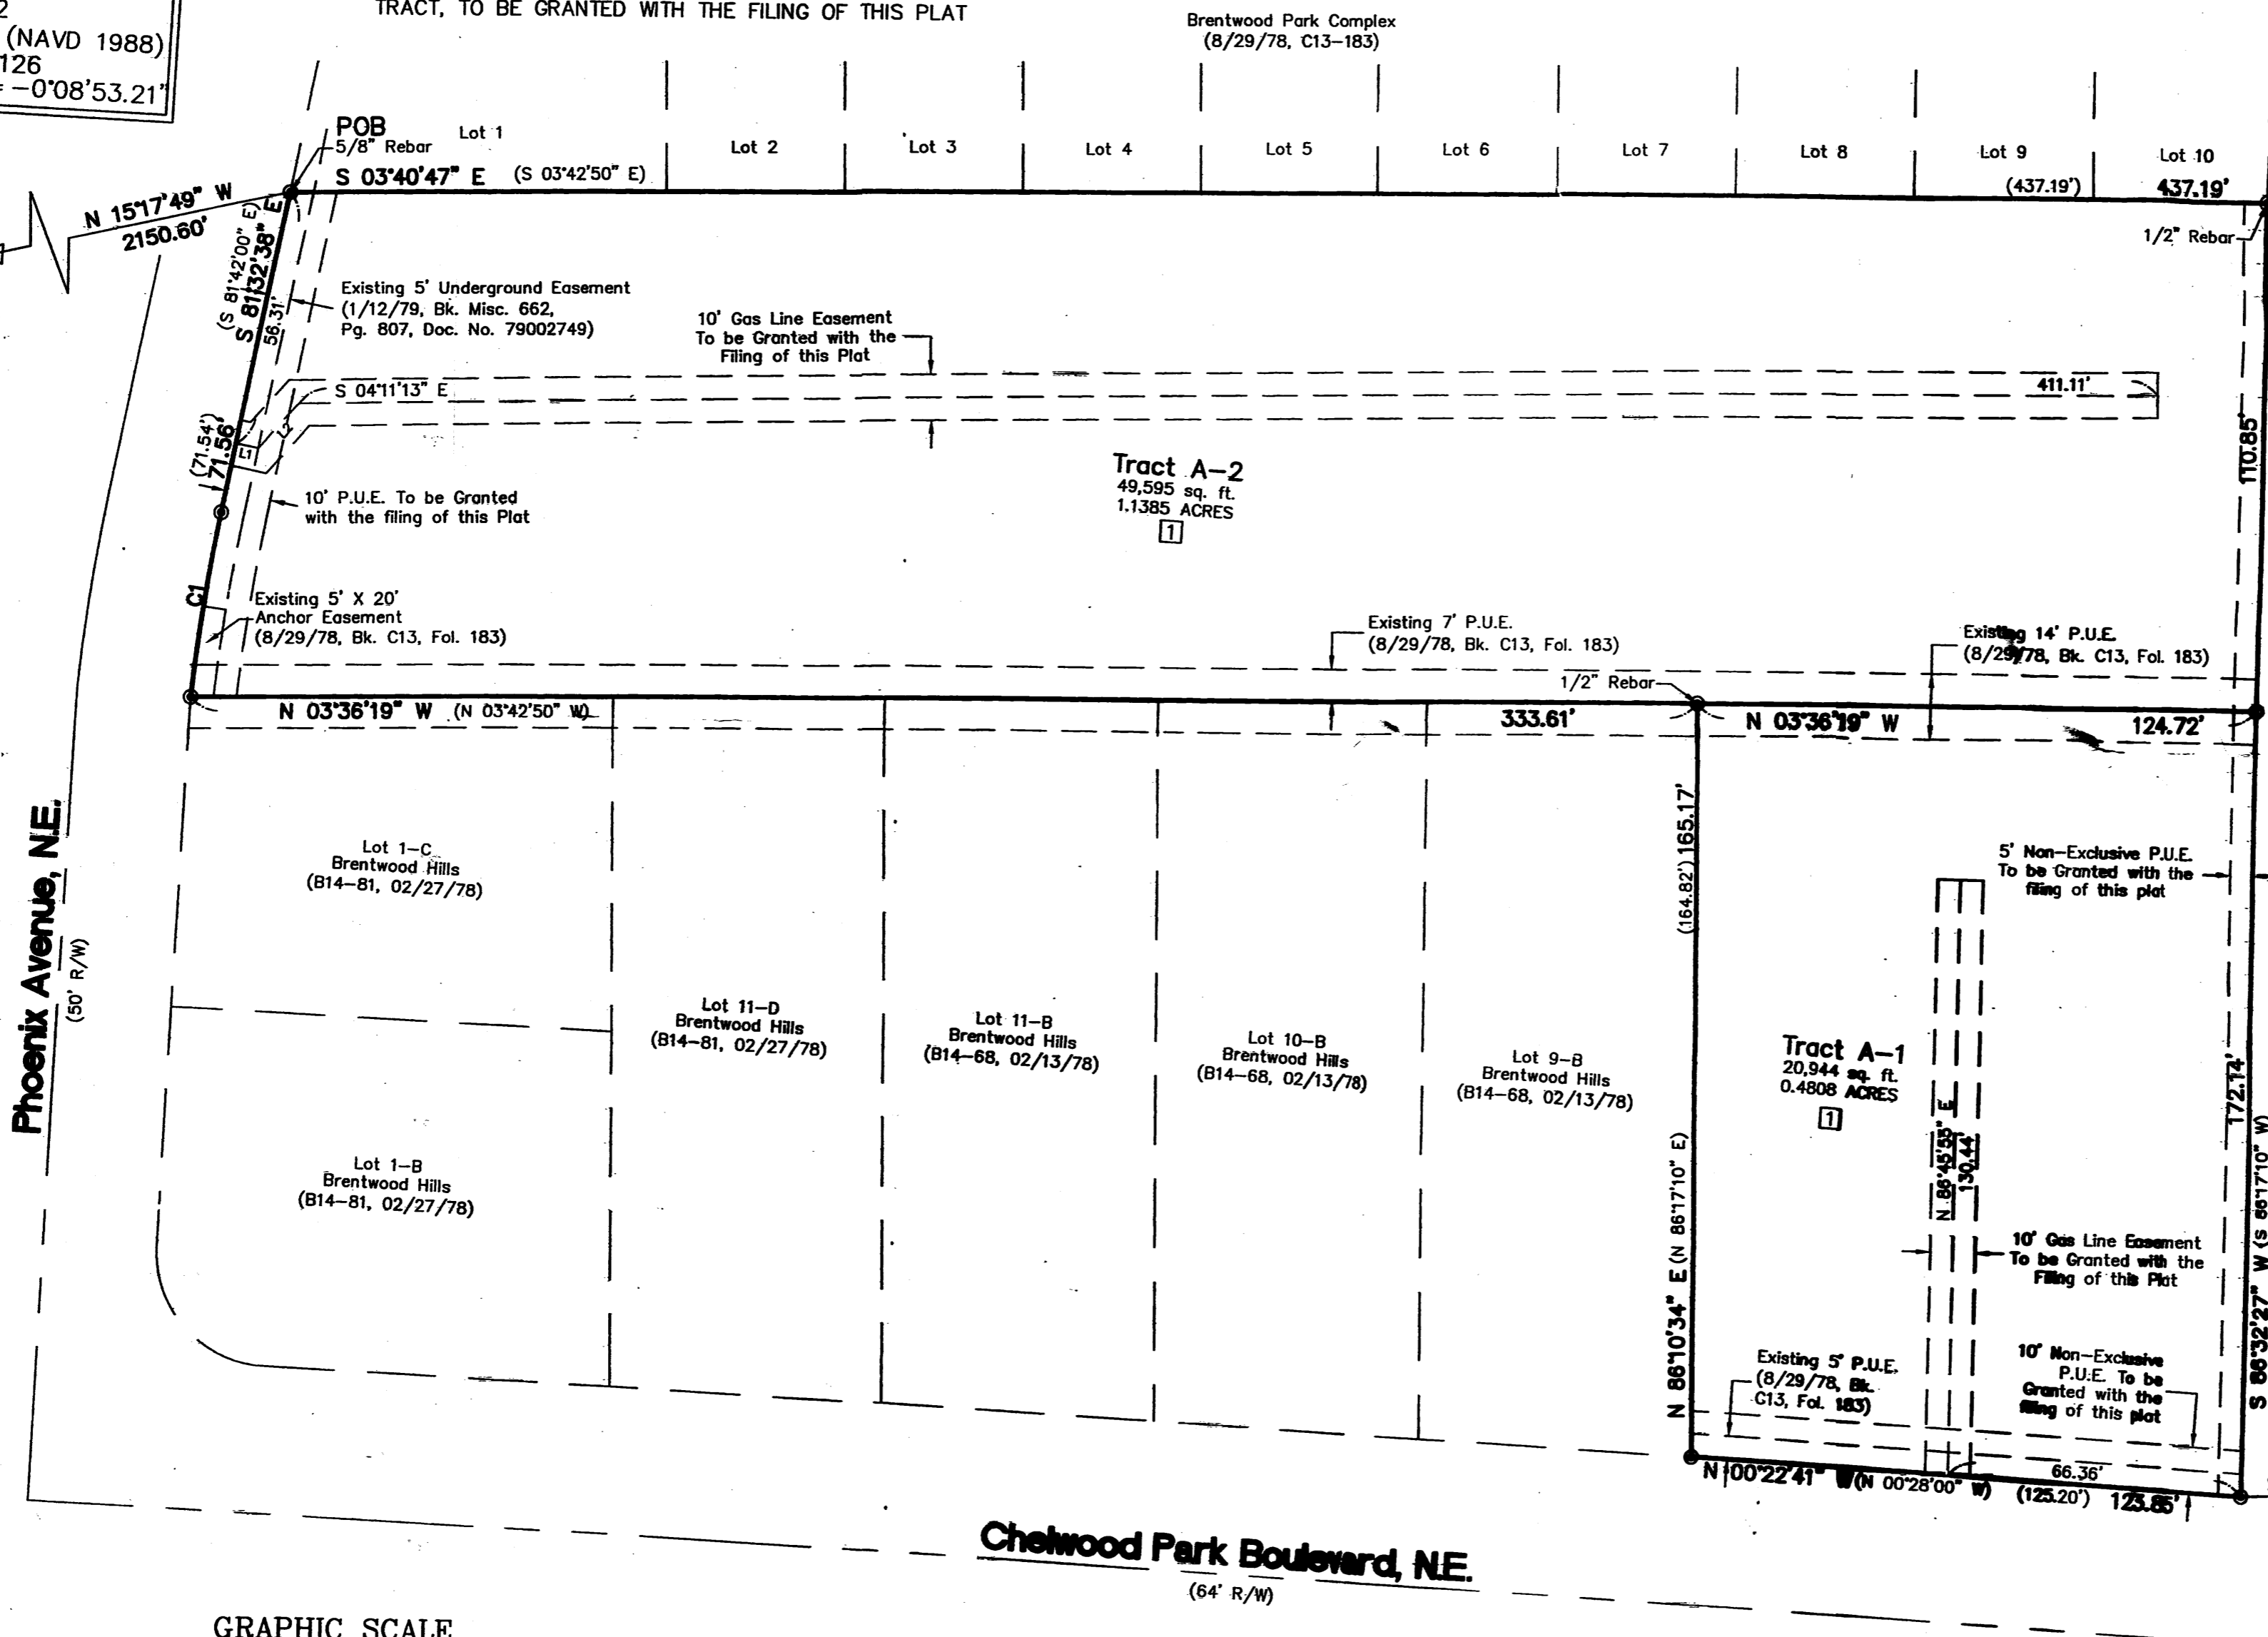 2
(NAVD 1988)
126
= -0°08'53.21"
TRACT, TO BE GRANTED WITH THE FILING OF THIS PLAT
Brentwood Park Complex
(8/29/78, C13-183)
POB
5/8" Rebar
Lot 1
Lot 2
Lot 3
Lot 4
Lot 5
Lot 6
Lot 7
Lot 8
Lot 9
Lot 10
S 03°40'47" E (S 03°42'50" E)
(437.19') 437.19'
1/2" Rebar
N 15°17'49" W
2150.60'
(S 81°42'00" E)
S 81°32'38" E
56.31'
(71.54')
71.56'
L1
L2
C1
Existing 5' Underground Easement
(1/12/79, Bk. Misc. 662,
Pg. 807, Doc. No. 79002749)
10' Gas Line Easement
To be Granted with the
Filing of this Plat
S 04°11'13" E
411.11'
110.85'
Tract A-2
49,595 sq. ft.
1.1385 ACRES
1
10' P.U.E. To be Granted
with the filing of this Plat
Existing 5' X 20'
Anchor Easement
(8/29/78, Bk. C13, Fol. 183)
Existing 7' P.U.E.
(8/29/78, Bk. C13, Fol. 183)
Existing 14' P.U.E.
(8/29/78, Bk. C13, Fol. 183)
1/2" Rebar
N 03°36'19" W (N 03°42'50" W)
333.61'
N 03°36'19" W
124.72'
Phoenix Avenue, N.E.
(50' R/W)
Lot 1-C
Brentwood Hills
(B14-81, 02/27/78)
Lot 1-B
Brentwood Hills
(B14-81, 02/27/78)
Lot 11-D
Brentwood Hills
(B14-81, 02/27/78)
Lot 11-B
Brentwood Hills
(B14-68, 02/13/78)
Lot 10-B
Brentwood Hills
(B14-68, 02/13/78)
Lot 9-B
Brentwood Hills
(B14-68, 02/13/78)
(164.82') 165.17'
N 86°10'34" E (N 86°17'10" E)
5' Non-Exclusive P.U.E.
To be Granted with the
filing of this plat
Tract A-1
20,944 sq. ft.
0.4808 ACRES
1
N 86°45'55" E
130.44'
172.14'
S 86°32'27" W (S 86°17'10" W)
10' Gas Line Easement
To be Granted with the
Filing of this Plat
Existing 5' P.U.E.
(8/29/78, Bk.
C13, Fol. 183)
10' Non-Exclusive
P.U.E. To be
Granted with the
filing of this plat
66.36'
N 00°22'41" W (N 00°28'00" W) (125.20') 123.85'
Chelwood Park Boulevard, N.E.
(64' R/W)
GRAPHIC SCALE